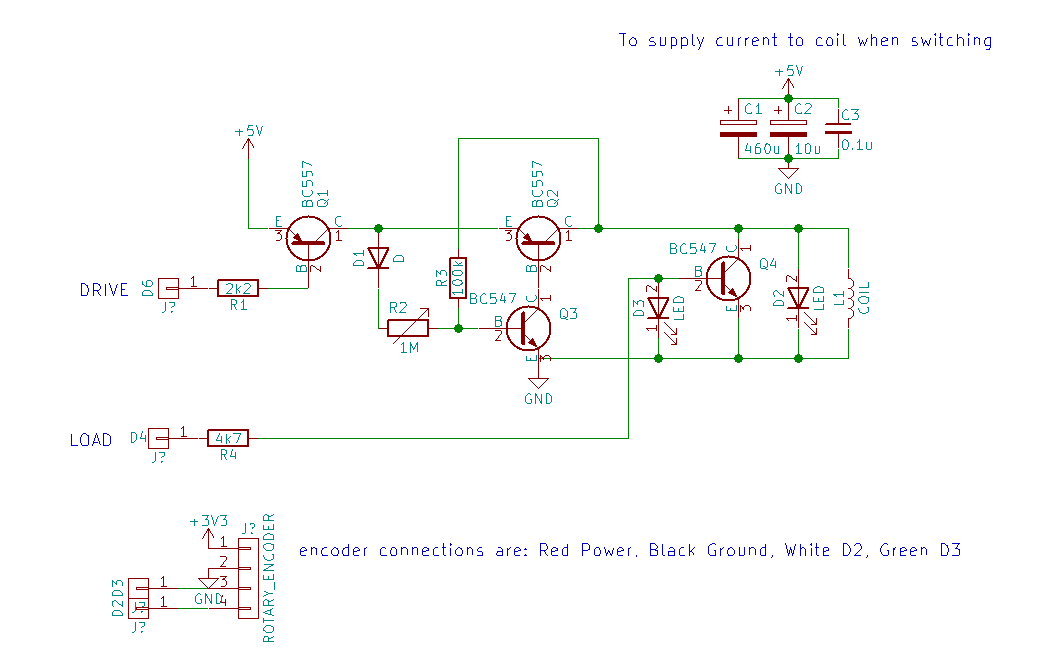 To supply current to coil when switching
+5V
C1
C2
C3
460u
10u
0.1u
GND
+5V
BC557
Q1
BC557
Q2
E
3
C
1
B
2
E
3
C
1
B
2
D1
D
R3
100k
BC547
Q3
B
2
C
1
E
3
R2
1M
GND
BC547
Q4
B
2
C
1
E
3
D3
LED
2
1
D2
LED
2
1
L1
COIL
DRIVE
D6
J?
1
2k2
R1
LOAD
D4
J?
1
4k7
R4
+3V3
J?
1
2
3
4
GND
ROTARY_ENCODER
D3
1
J?
D2
1
J?
encoder connections are: Red Power, Black Ground, White D2, Green D3